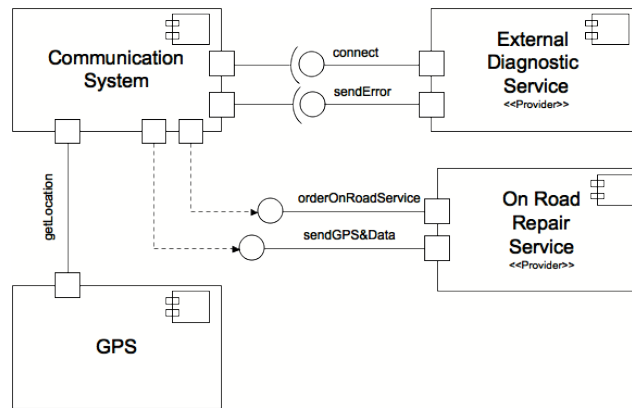 Communication
System
connect
sendError
External
Diagnostic
Service
<<Provider>>
getLocation
orderOnRoadService
sendGPS&Data
On Road
Repair
Service
<<Provider>>
GPS